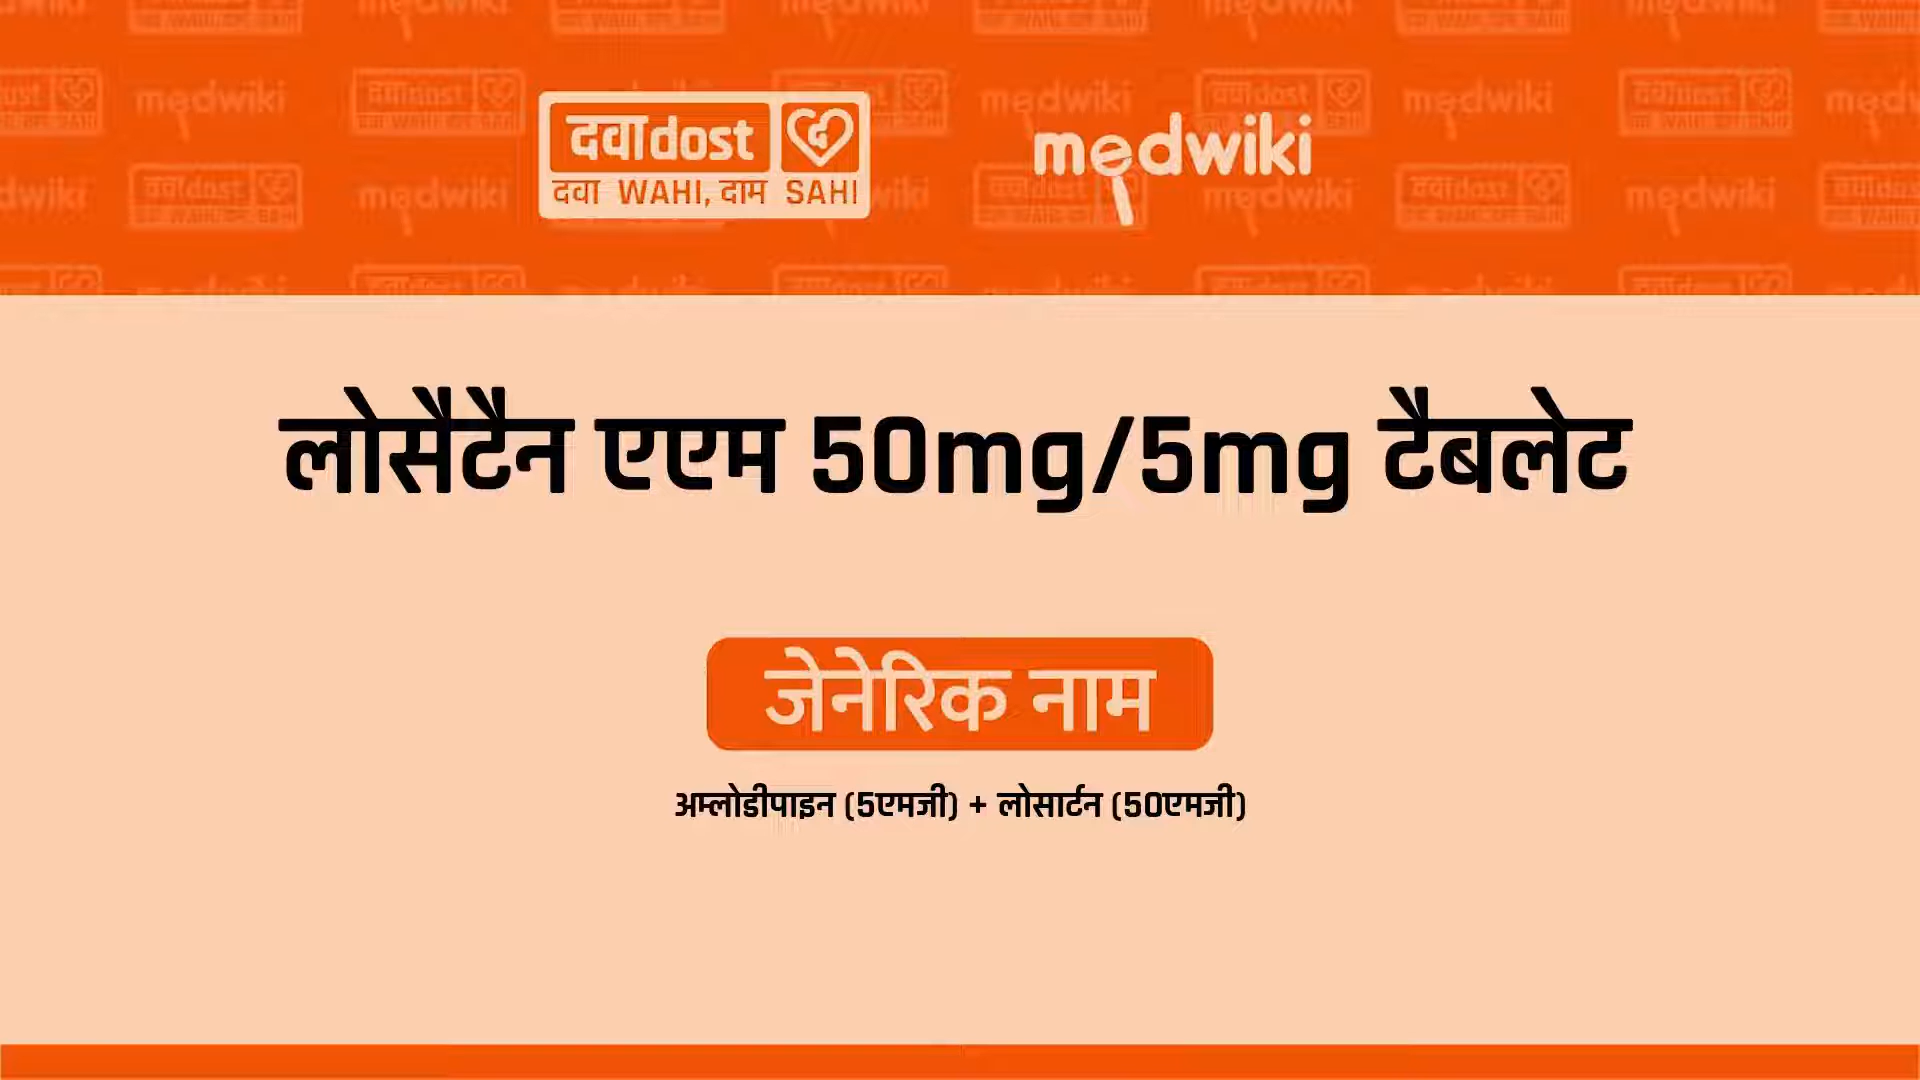 दवाdost
दवा WAHI, दाम SAHI
medwiki
लोसैटैन एएम 50mg/5mg टैबलेट
जेनेरिक नाम
अम्लोडीपाइन (5एमजी) + लोसार्टन (50एमजी)